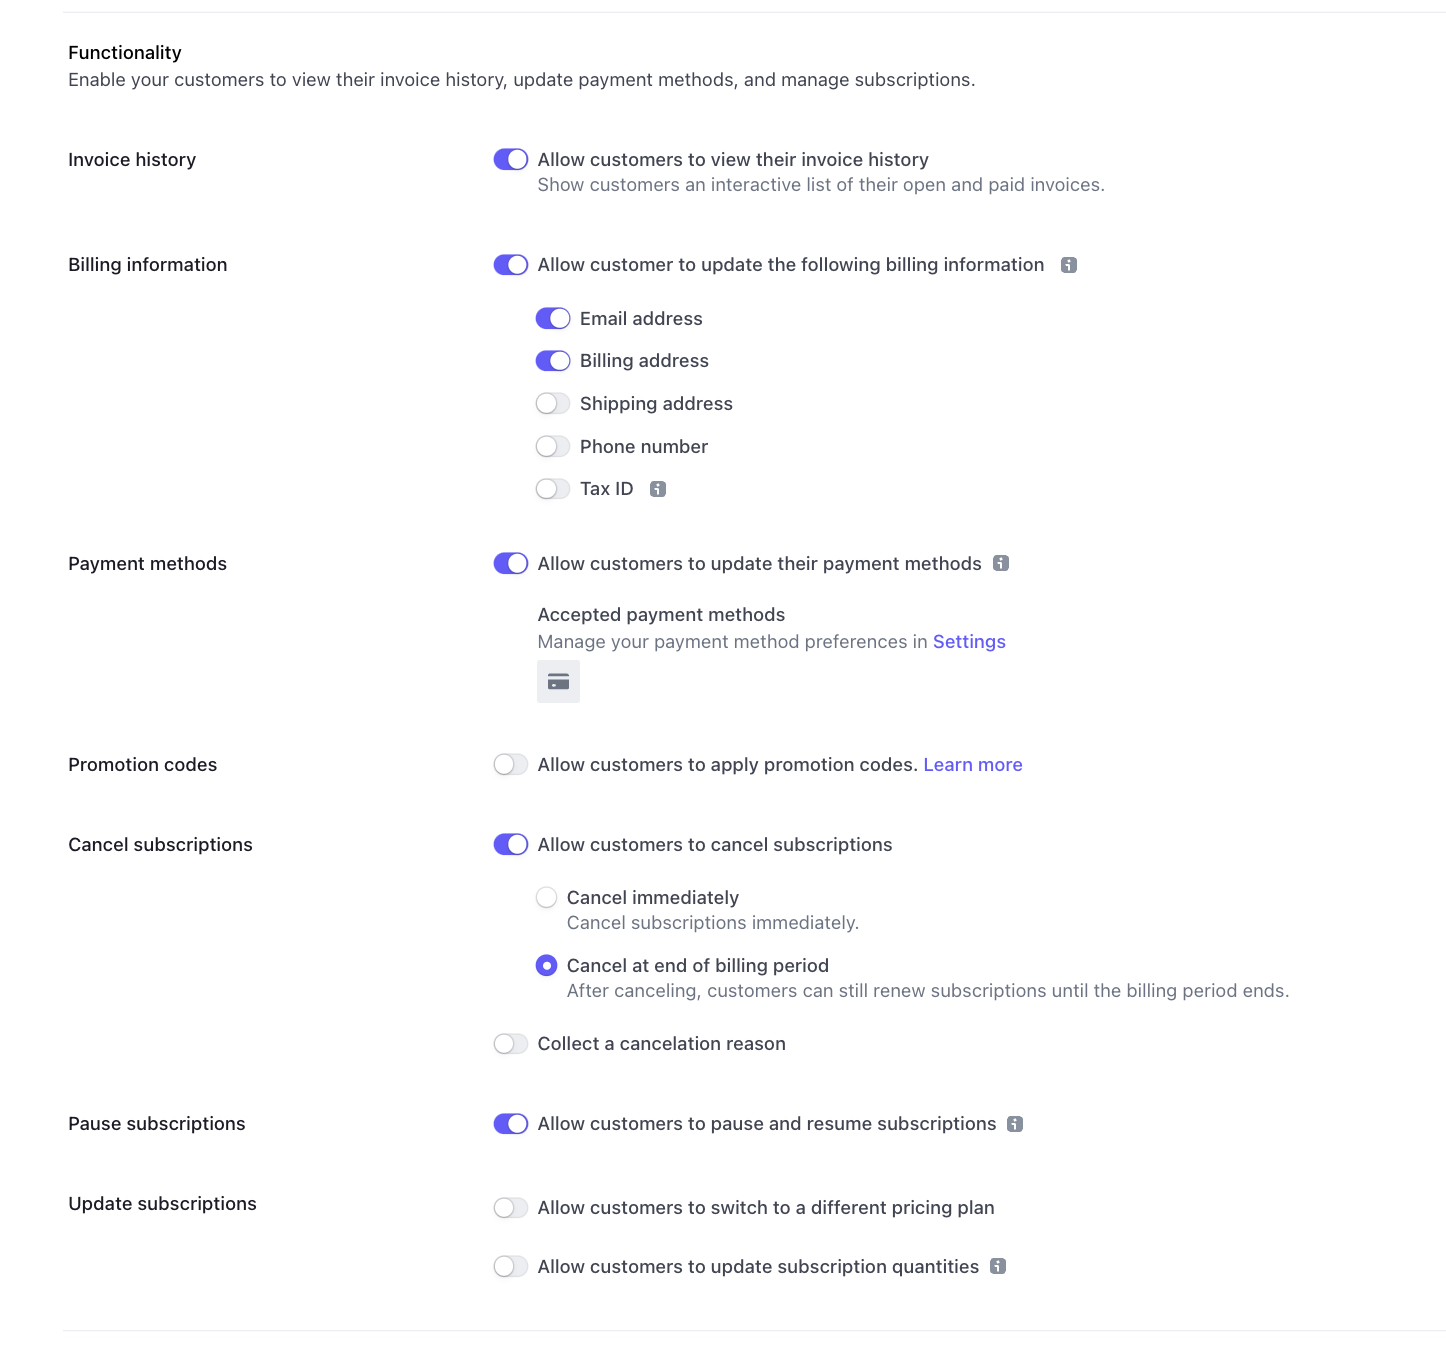 Functionality
Enable your customers to view their invoice history, update payment methods, and manage subscriptions.
Invoice history
Allow customers to view their invoice history
Show customers an interactive list of their open and paid invoices.
Billing information
Allow customer to update the following billing information
Email address
Billing address
Shipping address
Phone number
Tax ID
Payment methods
Allow customers to update their payment methods
Accepted payment methods
Manage your payment method preferences in Settings
Promotion codes
Allow customers to apply promotion codes. Learn more
Cancel subscriptions
Allow customers to cancel subscriptions
Cancel immediately
Cancel subscriptions immediately.
Cancel at end of billing period
After canceling, customers can still renew subscriptions until the billing period ends.
Collect a cancelation reason
Pause subscriptions
Allow customers to pause and resume subscriptions
Update subscriptions
Allow customers to switch to a different pricing plan
Allow customers to update subscription quantities